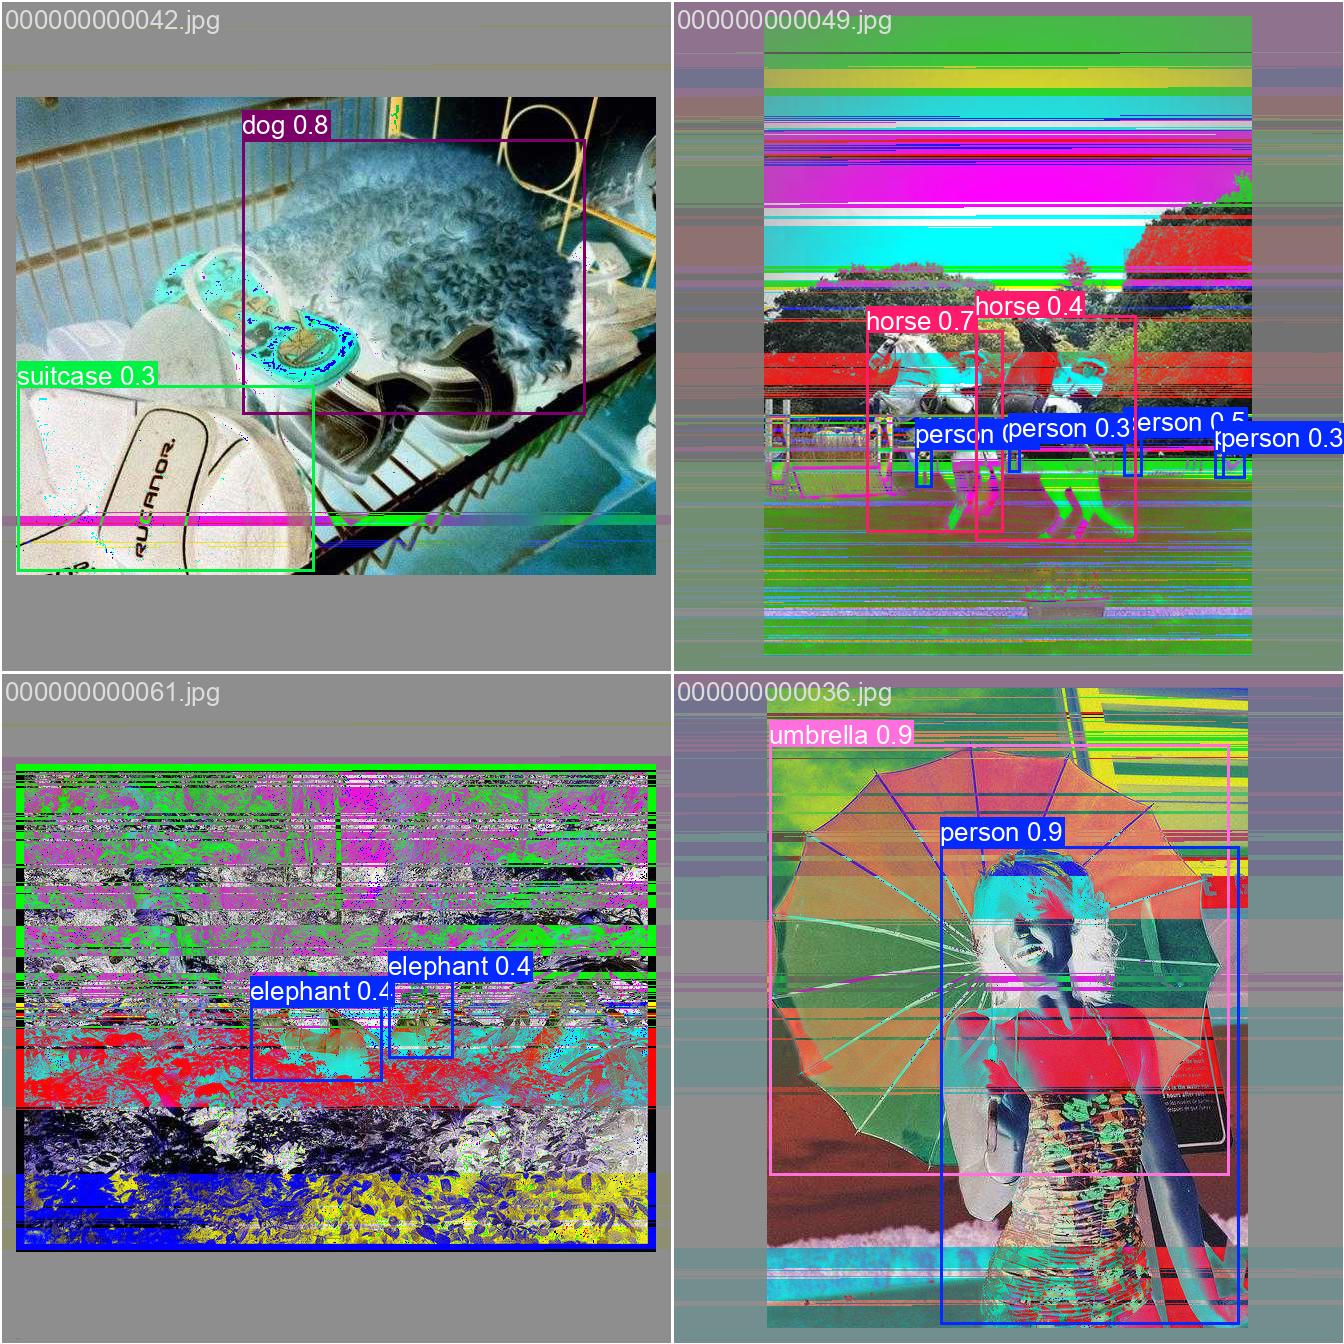 000000000042.jpg
dog 0.8
suitcase 0.3
RUCANOR.
000000000049.jpg
horse 0.7
horse 0.4
person
person 0.3
erson 0.5
person 0.3
000000000061.jpg
elephant 0.4
elephant 0.4
000000000036.jpg
umbrella 0.9
person 0.9